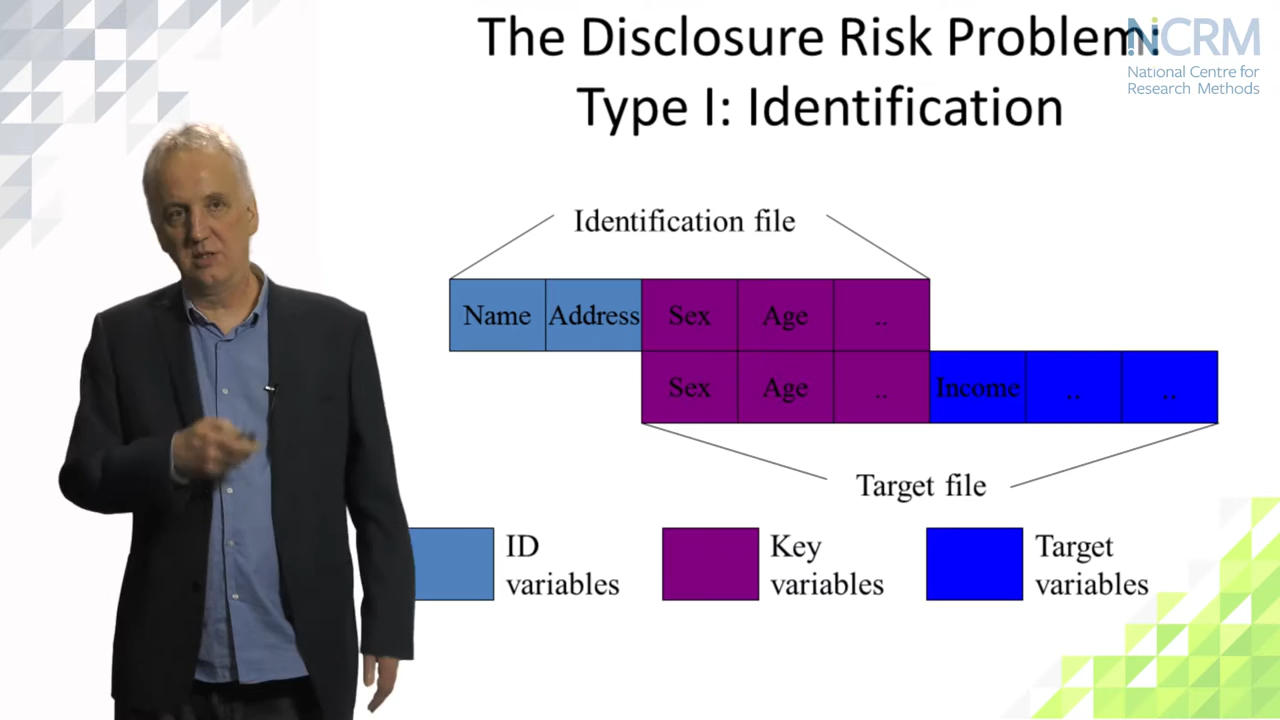 The Disclosure Risk Problem:
Type I: Identification
NCRM
National Centre for
Research Methods
Identification file
Name Address Sex Age ..
Sex Age .. Income .. ..
Target file
ID
variables
Key
variables
Target
variables